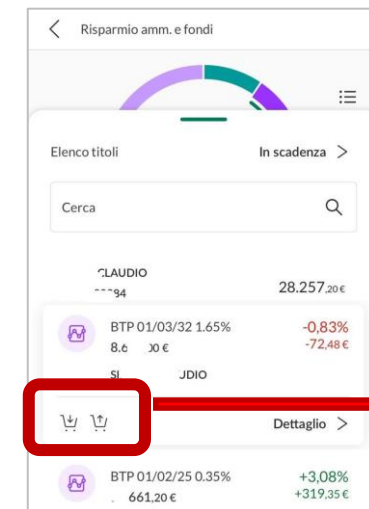 Risparmio amm. e fondi
Elenco titoli In scadenza
Cerca
CLAUDIO
28.257,20 €
BTP 01/03/32 1.65% -0,83%
-72,48 €
Dettaglio
BTP 01/02/25 0.35% +3,08%
661,20 € +319,35 €